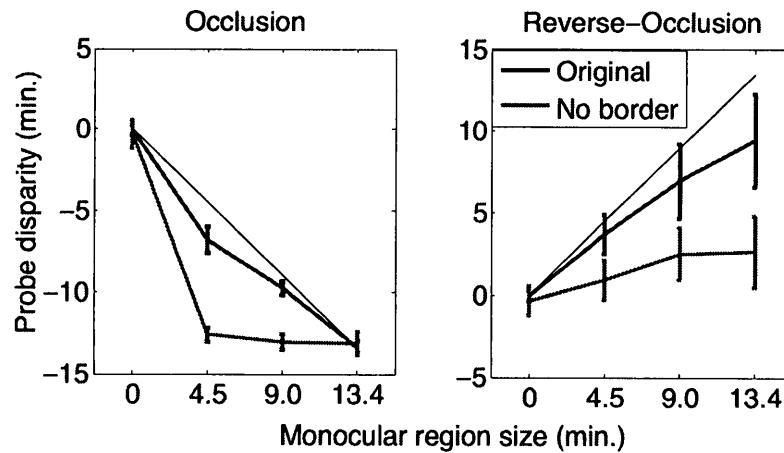 Occlusion
Reverse-Occlusion
Probe disparity (min.)
5
0
-5
-10
-15
0 4.5 9.0 13.4
15
10
5
0
-5
Original
No border
0 4.5 9.0 13.4
Monocular region size (min.)